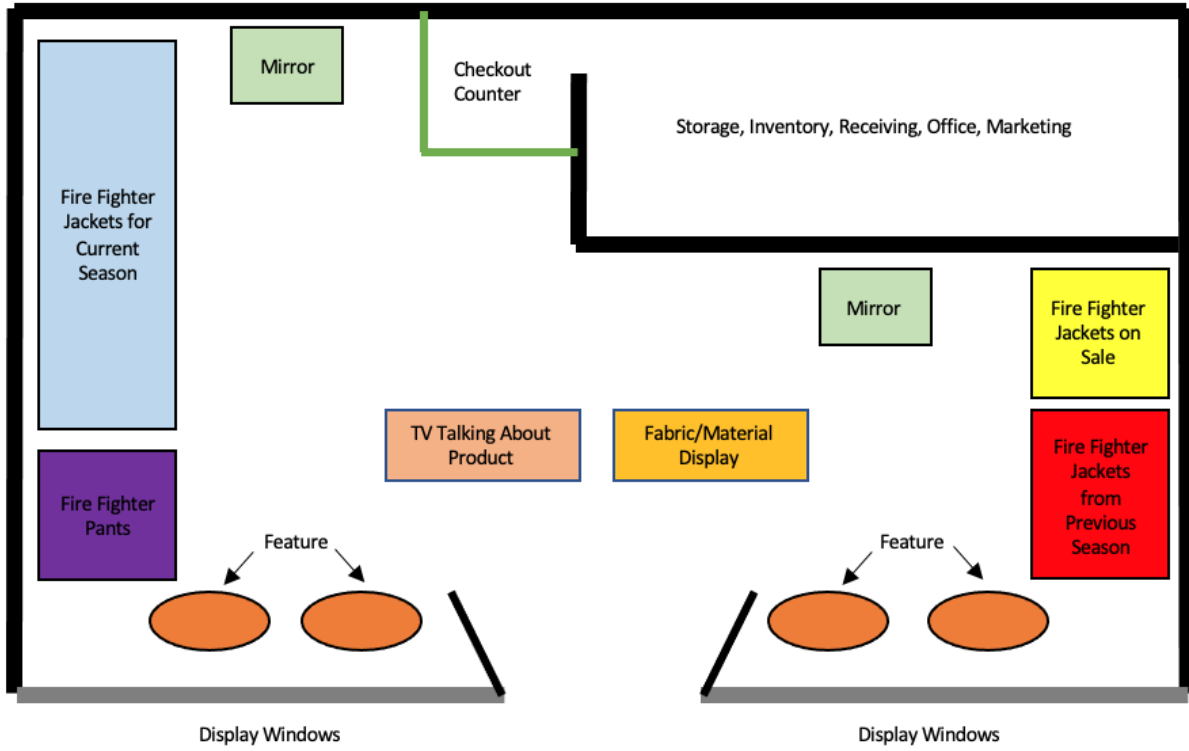 Mirror
Checkout
Counter
Storage, Inventory, Receiving, Office, Marketing
Fire Fighter
Jackets for
Current
Season
Mirror
Fire Fighter
Jackets on
Sale
TV Talking About
Product
Fabric/Material
Display
Fire Fighter
Jackets
from
Previous
Season
Fire Fighter
Pants
Feature
Feature
Display Windows
Display Windows